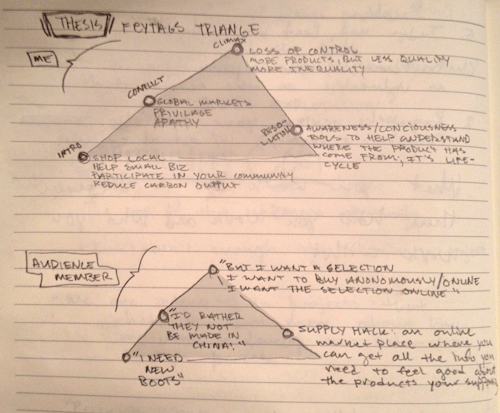 THESIS FEYTAGS TRIANGE
ME
CLIMAX
LOSS OF CONTROL
MORE PRODUCTS, BUT LESS QUALITY
MORE INEQUALITY
CONFLICT
GLOBAL MARKETS
PRIVILAGE
APATHY
RESO-
LUTION
AWARENESS/CONCIOUSNESS
TOOLS TO HELP UNDERSTAND
WHERE THE PRODUCT HAS
COME FROM, IT'S LIFE-
CYCLE
INTRO
SHOP LOCAL
HELP SMALL BIZ
PARTICIPATE IN YOUR COMMUNITY
REDUCE CARBON OUTPUT
AUDIENCE
MEMBER
"BUT I WANT A SELECTION
I WANT TO BUY ANONOMOUSLY/ONLINE
I WANT THE SELECTION ONLINE"
"I'D RATHER
THEY NOT
BE MADE IN
CHINA,"
SUPPLY HACK: an online
market place where you
can get all the info you
need to feel good about
the products your
"I NEED
NEW
BOOTS"